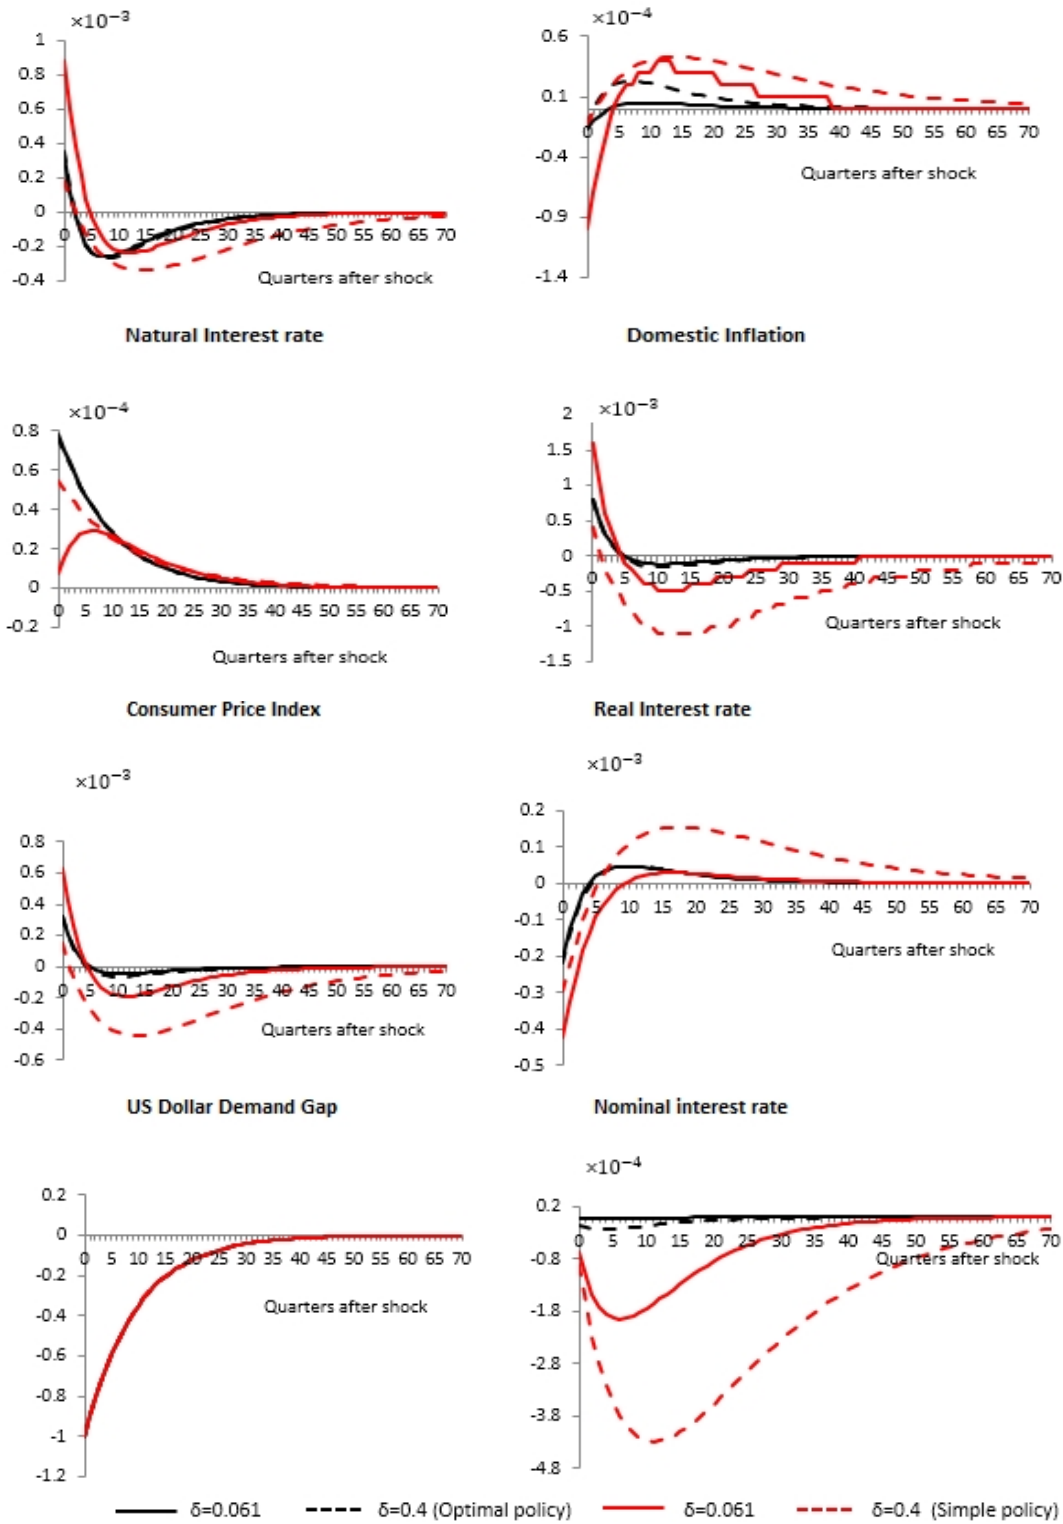 ×10⁻³
1
0.8
0.6
0.4
0.2
0
-0.2
-0.4
0 5 10 15 20 25 30 35 40 45 50 55 60 65 70
Quarters after shock
Natural Interest rate
×10⁻⁴
0.6
0.1
-0.4
-0.9
-1.4
0 5 10 15 20 25 30 35 40 45 50 55 60 65 70
Quarters after shock
Domestic Inflation
×10⁻⁴
0.8
0.6
0.4
0.2
0
-0.2
0 5 10 15 20 25 30 35 40 45 50 55 60 65 70
Quarters after shock
Consumer Price Index
×10⁻³
2
1.5
1
0.5
0
-0.5
-1
-1.5
0 5 10 15 20 25 30 35 40 45 50 55 60 65 70
Quarters after shock
Real Interest rate
×10⁻³
0.8
0.6
0.4
0.2
0
-0.2
-0.4
-0.6
0 5 10 15 20 25 30 35 40 45 50 55 60 65 70
Quarters after shock
US Dollar Demand Gap
×10⁻³
0.2
0.1
0
-0.1
-0.2
-0.3
-0.4
-0.5
0 5 10 15 20 25 30 35 40 45 50 55 60 65 70
Quarters after shock
Nominal interest rate
0.2
0
-0.2
-0.4
-0.6
-0.8
-1
-1.2
0 5 10 15 20 25 30 35 40 45 50 55 60 65 70
Quarters after shock
×10⁻⁴
0.2
-0.8
-1.8
-2.8
-3.8
-4.8
0 5 10 15 20 25 30 35 40 45 50 55 60 65 70
Quarters after shock
δ=0.061 δ=0.4 (Optimal policy) δ=0.061 δ=0.4 (Simple policy)